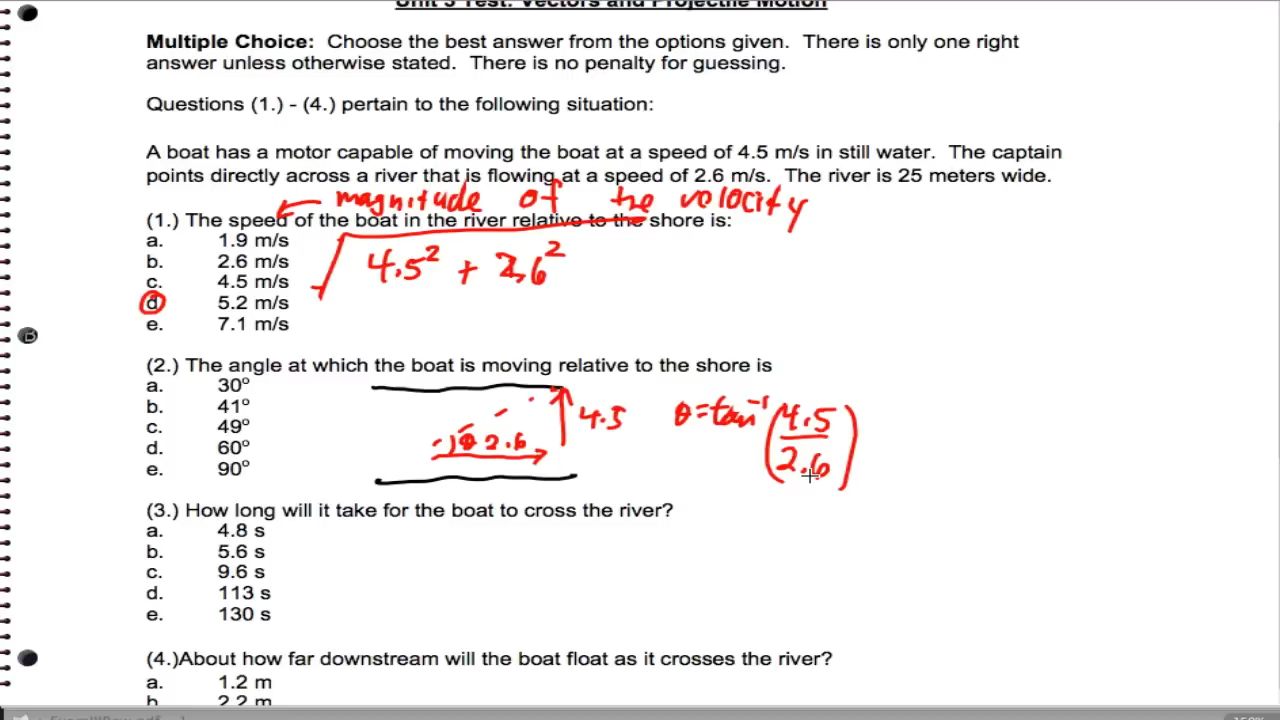 Unit 3 Test: Vectors and Projectile Motion
Multiple Choice: Choose the best answer from the options given. There is only one right
answer unless otherwise stated. There is no penalty for guessing.
Questions (1.) - (4.) pertain to the following situation:
A boat has a motor capable of moving the boat at a speed of 4.5 m/s in still water. The captain
points directly across a river that is flowing at a speed of 2.6 m/s. The river is 25 meters wide.
magnitude of the velocity
(1.) The speed of the boat in the river relative to the shore is:
a. 1.9 m/s
b. 2.6 m/s
c. 4.5 m/s
d. 5.2 m/s
e. 7.1 m/s
√4.5² + 2.6²
(2.) The angle at which the boat is moving relative to the shore is
a. 30º
b. 41º
c. 49º
d. 60º
e. 90º
4.5
θ 2.6
θ = tan⁻¹(4.5/2.6)
(3.) How long will it take for the boat to cross the river?
a. 4.8 s
b. 5.6 s
c. 9.6 s
d. 113 s
e. 130 s
(4.)About how far downstream will the boat float as it crosses the river?
a. 1.2 m
b. 2.2 m